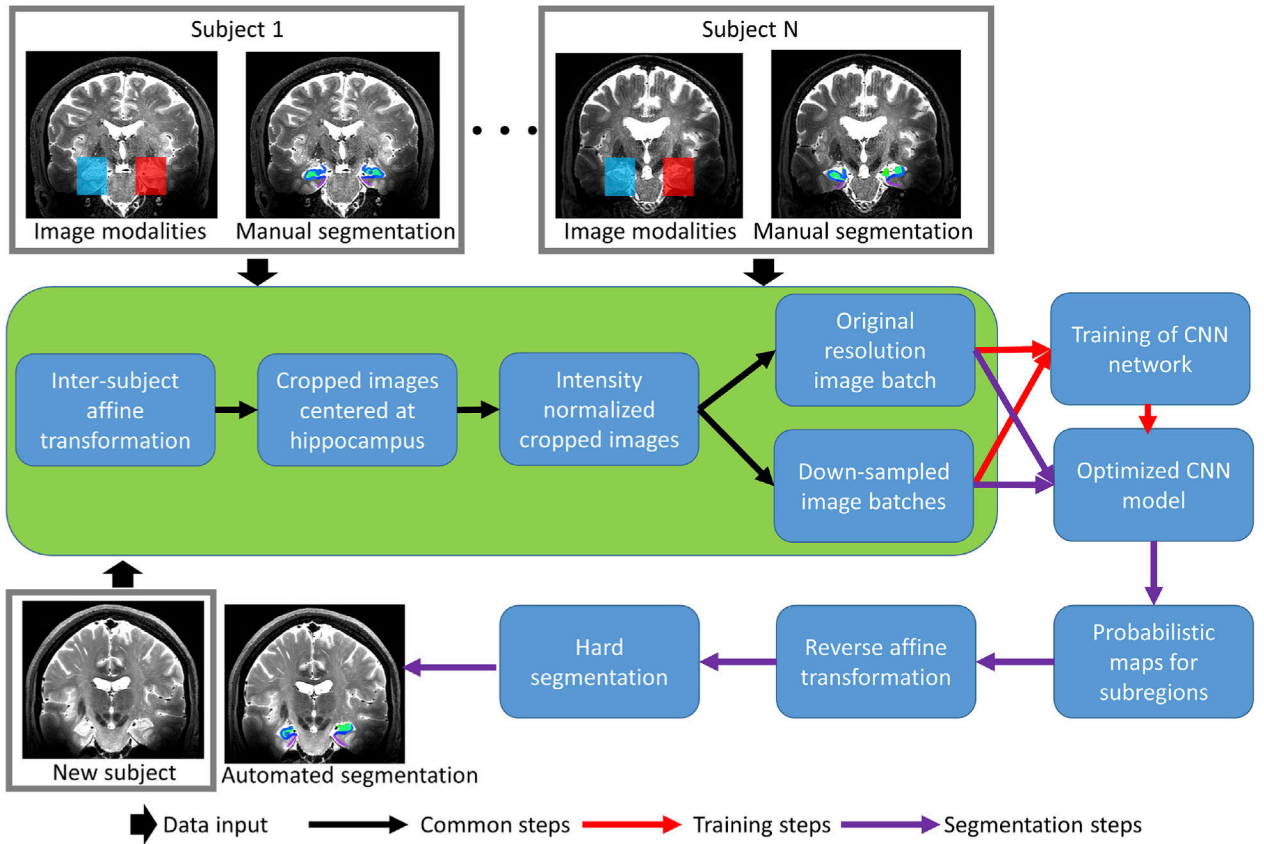 Subject 1
Subject N
Image modalities
Manual segmentation
Image modalities
Manual segmentation
Inter-subject
affine
transformation
Cropped images
centered at
hippocampus
Intensity
normalized
cropped images
Original
resolution
image batch
Down-sampled
image batches
Training of CNN
network
Optimized CNN
model
Probabilistic
maps for
subregions
Reverse affine
transformation
Hard
segmentation
New subject
Automated segmentation
Data input
Common steps
Training steps
Segmentation steps